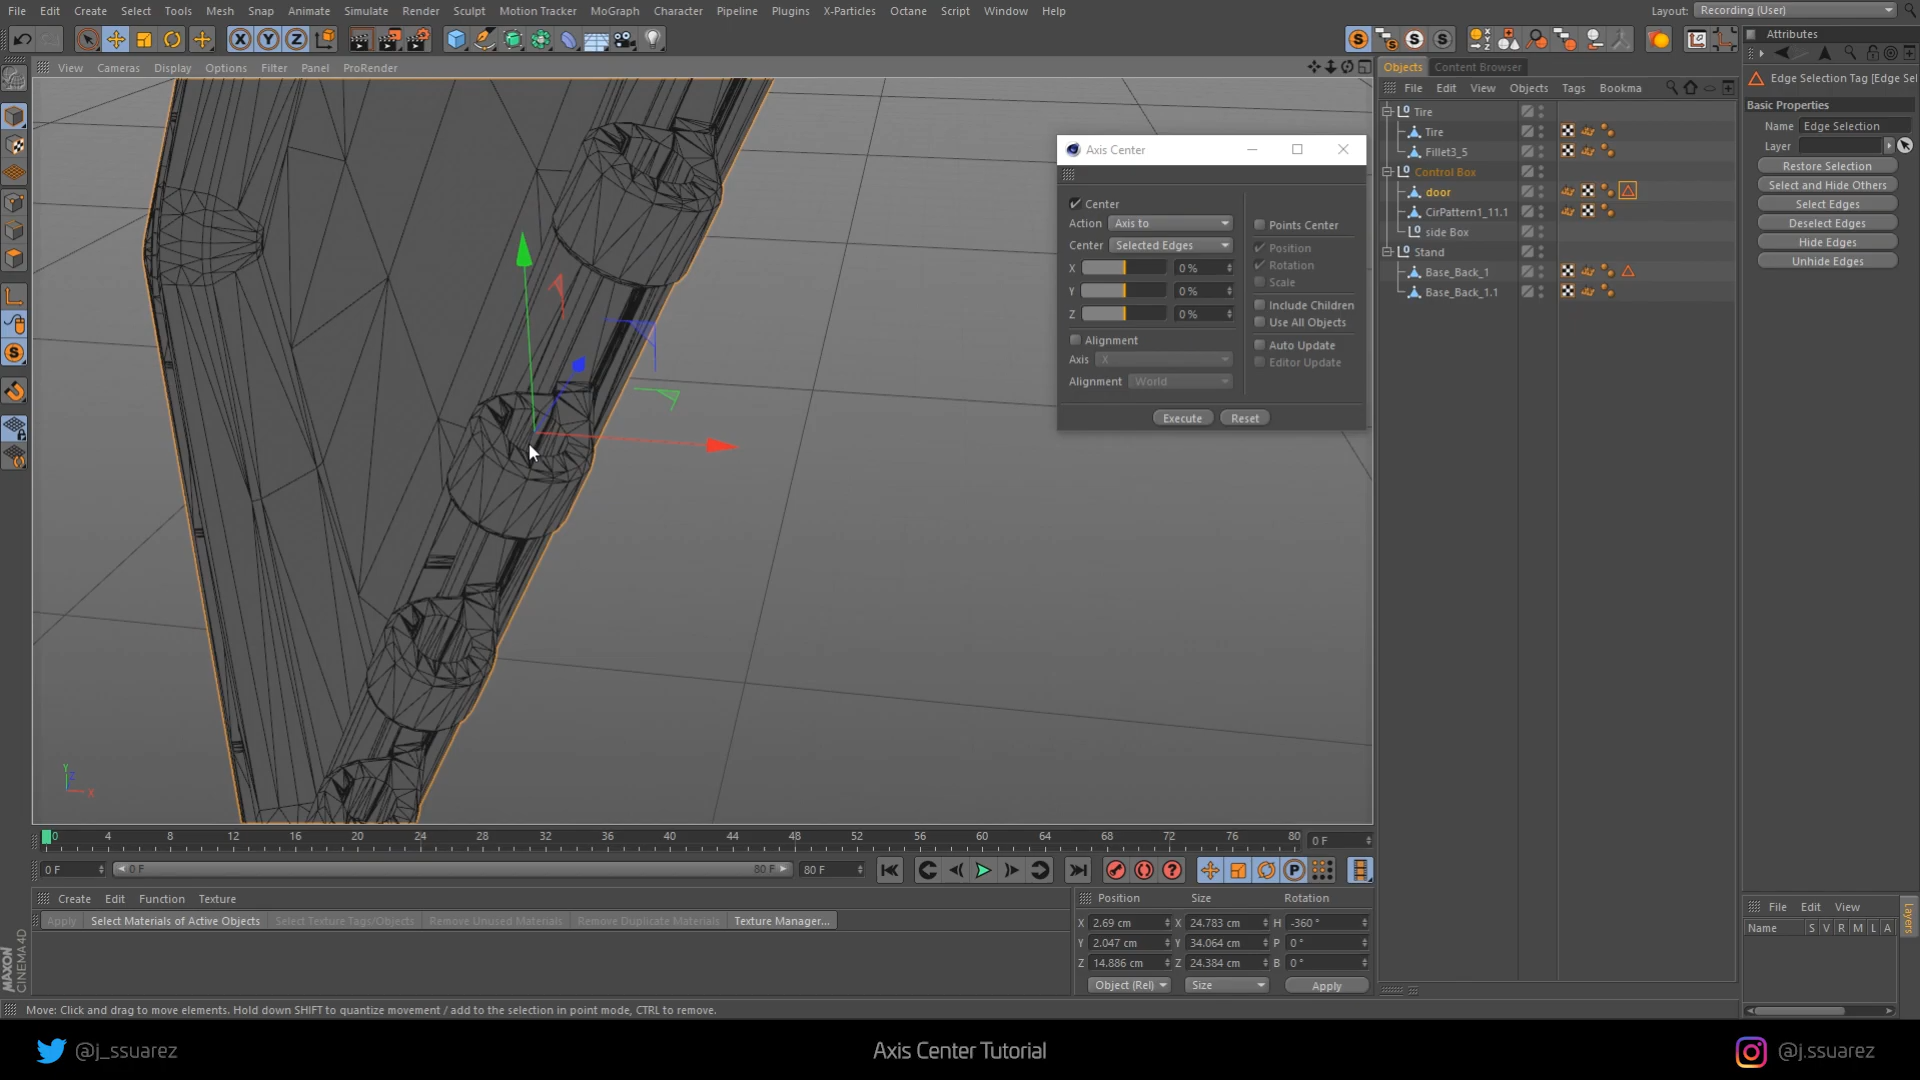 File Edit Create Select Tools Mesh Snap Animate Simulate Render Sculpt Motion Tracker MoGraph Character Pipeline Plugins X-Particles Octane Script Window Help
Layout: Recording (User)
X Y Z
View Cameras Display Options Filter Panel ProRender
Axis Center
Center
Action Axis to
Center Selected Edges
X 0 %
Y 0 %
Z 0 %
Alignment
Axis X
Alignment World
Points Center
Position
Rotation
Scale
Include Children
Use All Objects
Auto Update
Editor Update
Execute Reset
Objects Content Browser
File Edit View Objects Tags Bookma
Tire
Tire
Fillet3_5
Control Box
door
CirPattern1_11.1
side Box
Stand
Base_Back_1
Base_Back_1.1
Attributes
Edge Selection Tag [Edge Sel
Basic Properties
Name Edge Selection
Layer
Restore Selection
Select and Hide Others
Select Edges
Deselect Edges
Hide Edges
Unhide Edges
Y Z X
0 4 8 12 16 20 24 28 32 36 40 44 48 52 56 60 64 68 72 76 80 0 F
0 F 0 F 80 F 80 F
Create Edit Function Texture
Apply Select Materials of Active Objects Select Texture Tags/Objects Remove Unused Materials Remove Duplicate Materials Texture Manager...
Position Size Rotation
X 2.69 cm X 24.783 cm H -360 °
Y 2.047 cm Y 34.064 cm P 0 °
Z 14.886 cm Z 24.384 cm B 0 °
Object (Rel) Size Apply
File Edit View
Name S V R M L A
Layers
MAXON
CINEMA 4D
Move: Click and drag to move elements. Hold down SHIFT to quantize movement / add to the selection in point mode, CTRL to remove.
@j_ssuarez Axis Center Tutorial @j.ssuarez